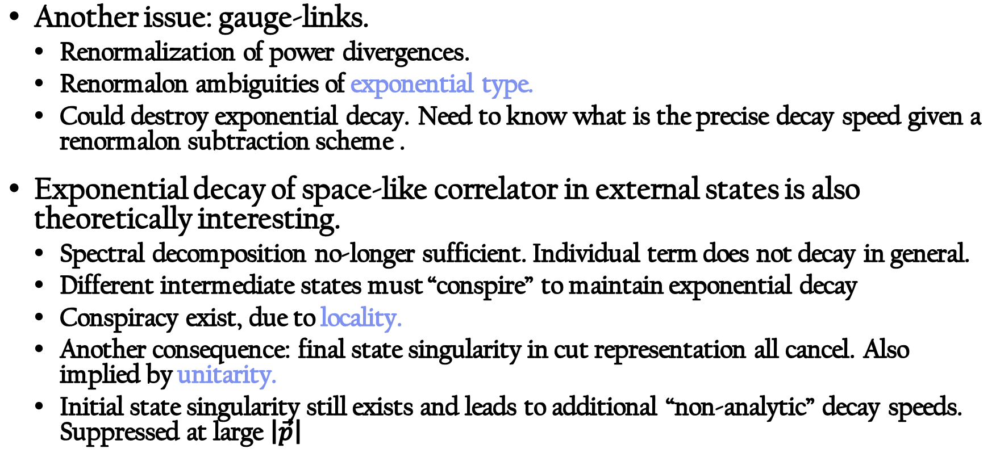 • Another issue: gauge-links.
• Renormalization of power divergences.
• Renormalon ambiguities of exponential type.
• Could destroy exponential decay. Need to know what is the precise decay speed given a
renormalon subtraction scheme .
• Exponential decay of space-like correlator in external states is also
theoretically interesting.
• Spectral decomposition no-longer sufficient. Individual term does not decay in general.
• Different intermediate states must “conspire” to maintain exponential decay
• Conspiracy exist, due to locality.
• Another consequence: final state singularity in cut representation all cancel. Also
implied by unitarity.
• Initial state singularity still exists and leads to additional “non-analytic” decay speeds.
Suppressed at large |p⃗|